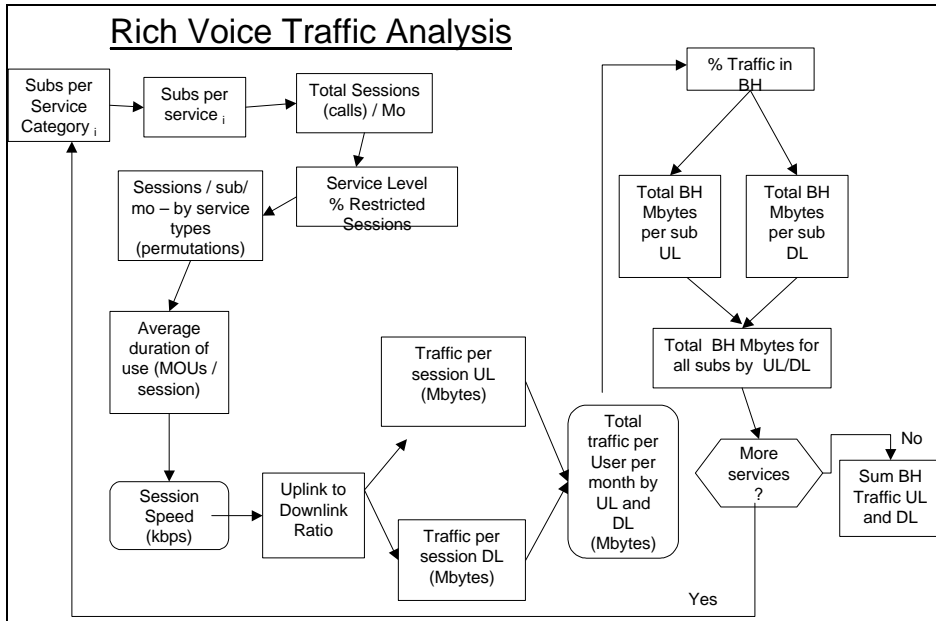 Rich Voice Traffic Analysis
Subs per
Service
Category i
Subs per
service i
Total Sessions
(calls) / Mo
Service Level
% Restricted
Sessions
Sessions / sub/
mo – by service
types
(permutations)
Average
duration of
use (MOUs /
session)
Session
Speed
(kbps)
Uplink to
Downlink
Ratio
Traffic per
session UL
(Mbytes)
Traffic per
session DL
(Mbytes)
Total
traffic per
User per
month by
UL and
DL
(Mbytes)
% Traffic in
BH
Total BH
Mbytes
per sub
UL
Total BH
Mbytes
per sub
DL
Total BH Mbytes for
all subs by UL/DL
More
services
?
No
Sum BH
Traffic UL
and DL
Yes